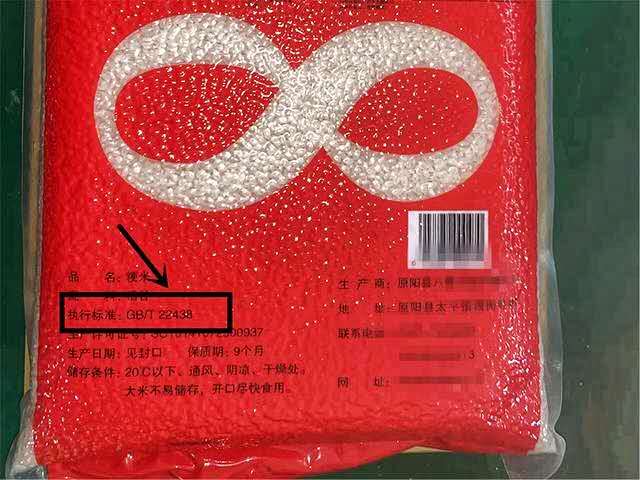 品 名：粳米
执行标准：GB/T 22438
生产日期：见封口 保质期：9个月
储存条件：20℃以下、通风、阴凉、干燥处。
大米不易储存，开口尽快食用。
生 产 商：原阳县八
地 址：原阳县太平镇
联系电
3
网 址：